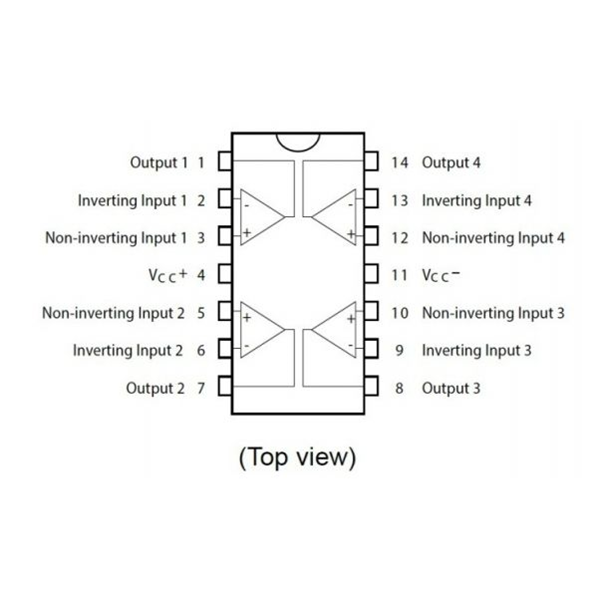 Output 1 1 14 Output 4
Inverting Input 1 2 - - 13 Inverting Input 4
Non-inverting Input 1 3 + + 12 Non-inverting Input 4
Vcc+ 4 11 Vcc−
Non-inverting Input 2 5 + + 10 Non-inverting Input 3
Inverting Input 2 6 - - 9 Inverting Input 3
Output 2 7 8 Output 3
(Top view)